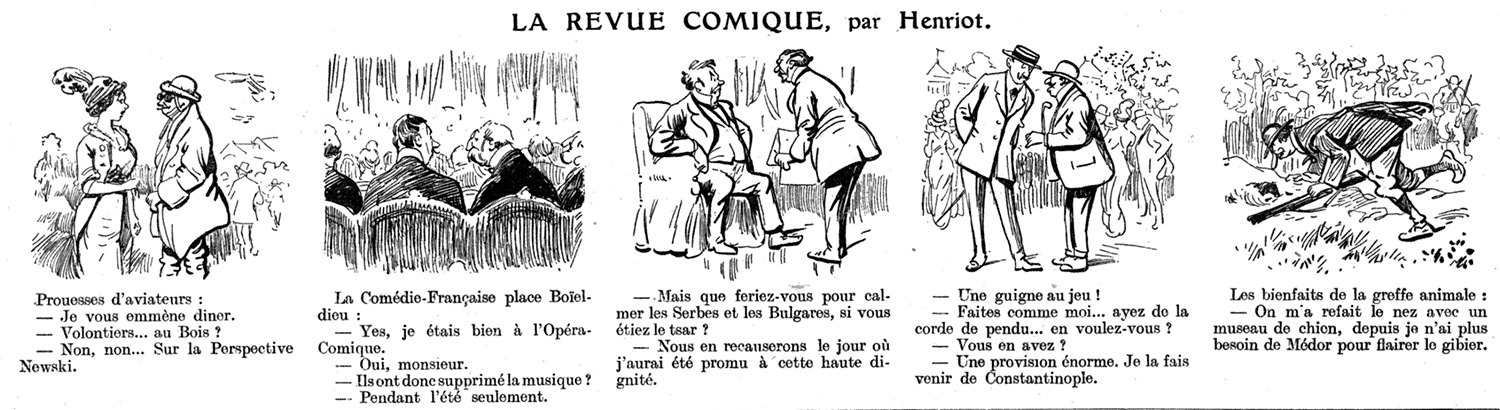 LA REVUE COMIQUE, par Henriot.
Prouesses d'aviateurs :
— Je vous emmène diner.
— Volontiers... au Bois ?
— Non, non... Sur la Perspective
Newski.
La Comédie-Française place Boïel-
dieu :
— Yes, je étais bien à l'Opéra-
Comique.
— Oui, monsieur.
— Ils ont donc supprimé la musique ?
— Pendant l'été seulement.
— Mais que feriez-vous pour cal-
mer les Serbes et les Bulgares, si vous
étiez le tsar ?
— Nous en recauserons le jour où
j'aurai été promu à cette haute di-
gnité.
— Une guigne au jeu !
— Faites comme moi... ayez de la
corde de pendu... en voulez-vous ?
— Vous en avez ?
— Une provision énorme. Je la fais
venir de Constantinople.
Les bienfaits de la greffe animale :
— On m'a refait le nez avec un
museau de chien, depuis je n'ai plus
besoin de Médor pour flairer le gibier.